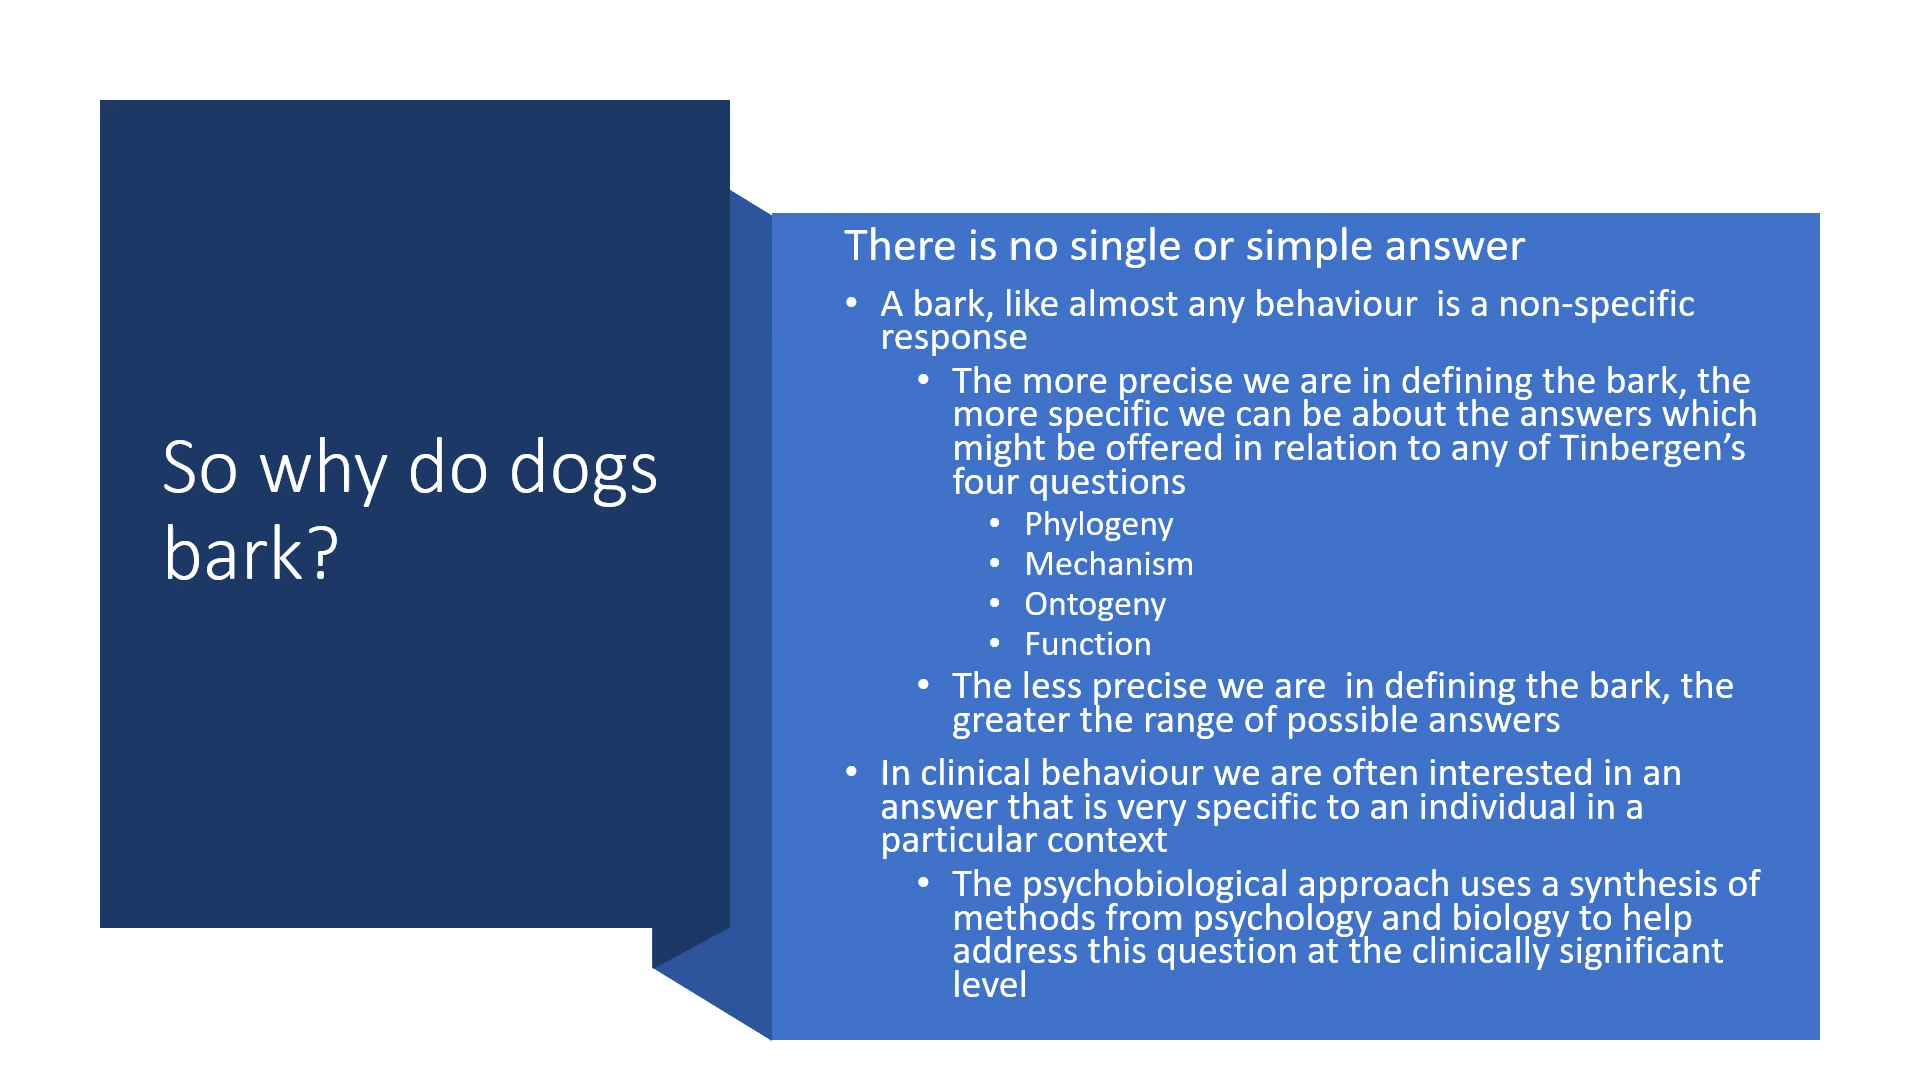 So why do dogs
bark?
There is no single or simple answer
• A bark, like almost any behaviour  is a non-specific
response
• The more precise we are in defining the bark, the
more specific we can be about the answers which
might be offered in relation to any of Tinbergen’s
four questions
• Phylogeny
• Mechanism
• Ontogeny
• Function
• The less precise we are  in defining the bark, the
greater the range of possible answers
• In clinical behaviour we are often interested in an
answer that is very specific to an individual in a
particular context
• The psychobiological approach uses a synthesis of
methods from psychology and biology to help
address this question at the clinically significant
level